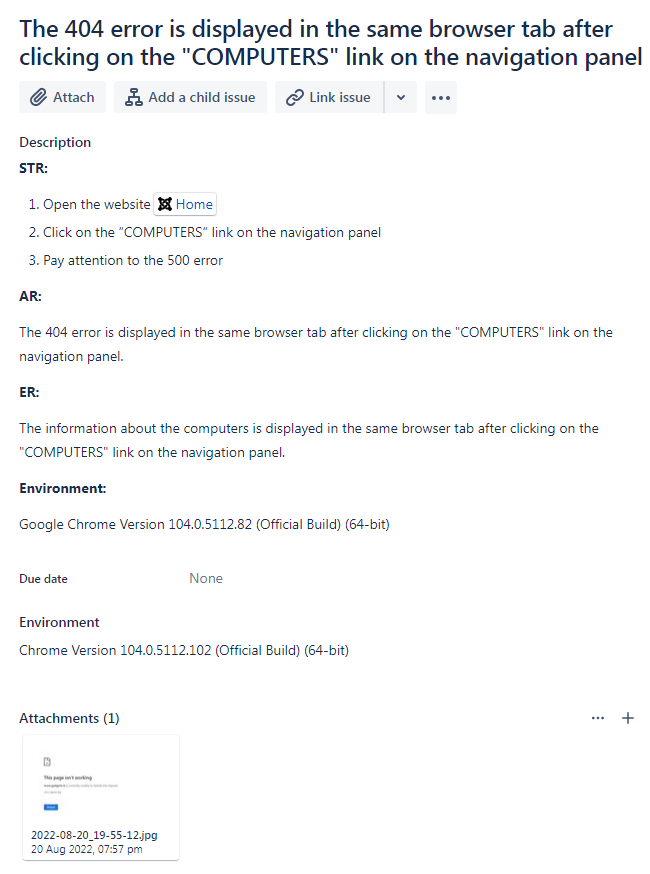 The 404 error is displayed in the same browser tab after
clicking on the "COMPUTERS" link on the navigation panel
Attach
Add a child issue
Link issue
Description
STR:
1. Open the website Home
2. Click on the “COMPUTERS” link on the navigation panel
3. Pay attention to the 500 error
AR:
The 404 error is displayed in the same browser tab after clicking on the "COMPUTERS" link on the
navigation panel.
ER:
The information about the computers is displayed in the same browser tab after clicking on the
"COMPUTERS" link on the navigation panel.
Environment:
Google Chrome Version 104.0.5112.82 (Official Build) (64-bit)
Due date None
Environment
Chrome Version 104.0.5112.102 (Official Build) (64-bit)
Attachments (1)
This page isn't working
2022-08-20_19-55-12.jpg
20 Aug 2022, 07:57 pm